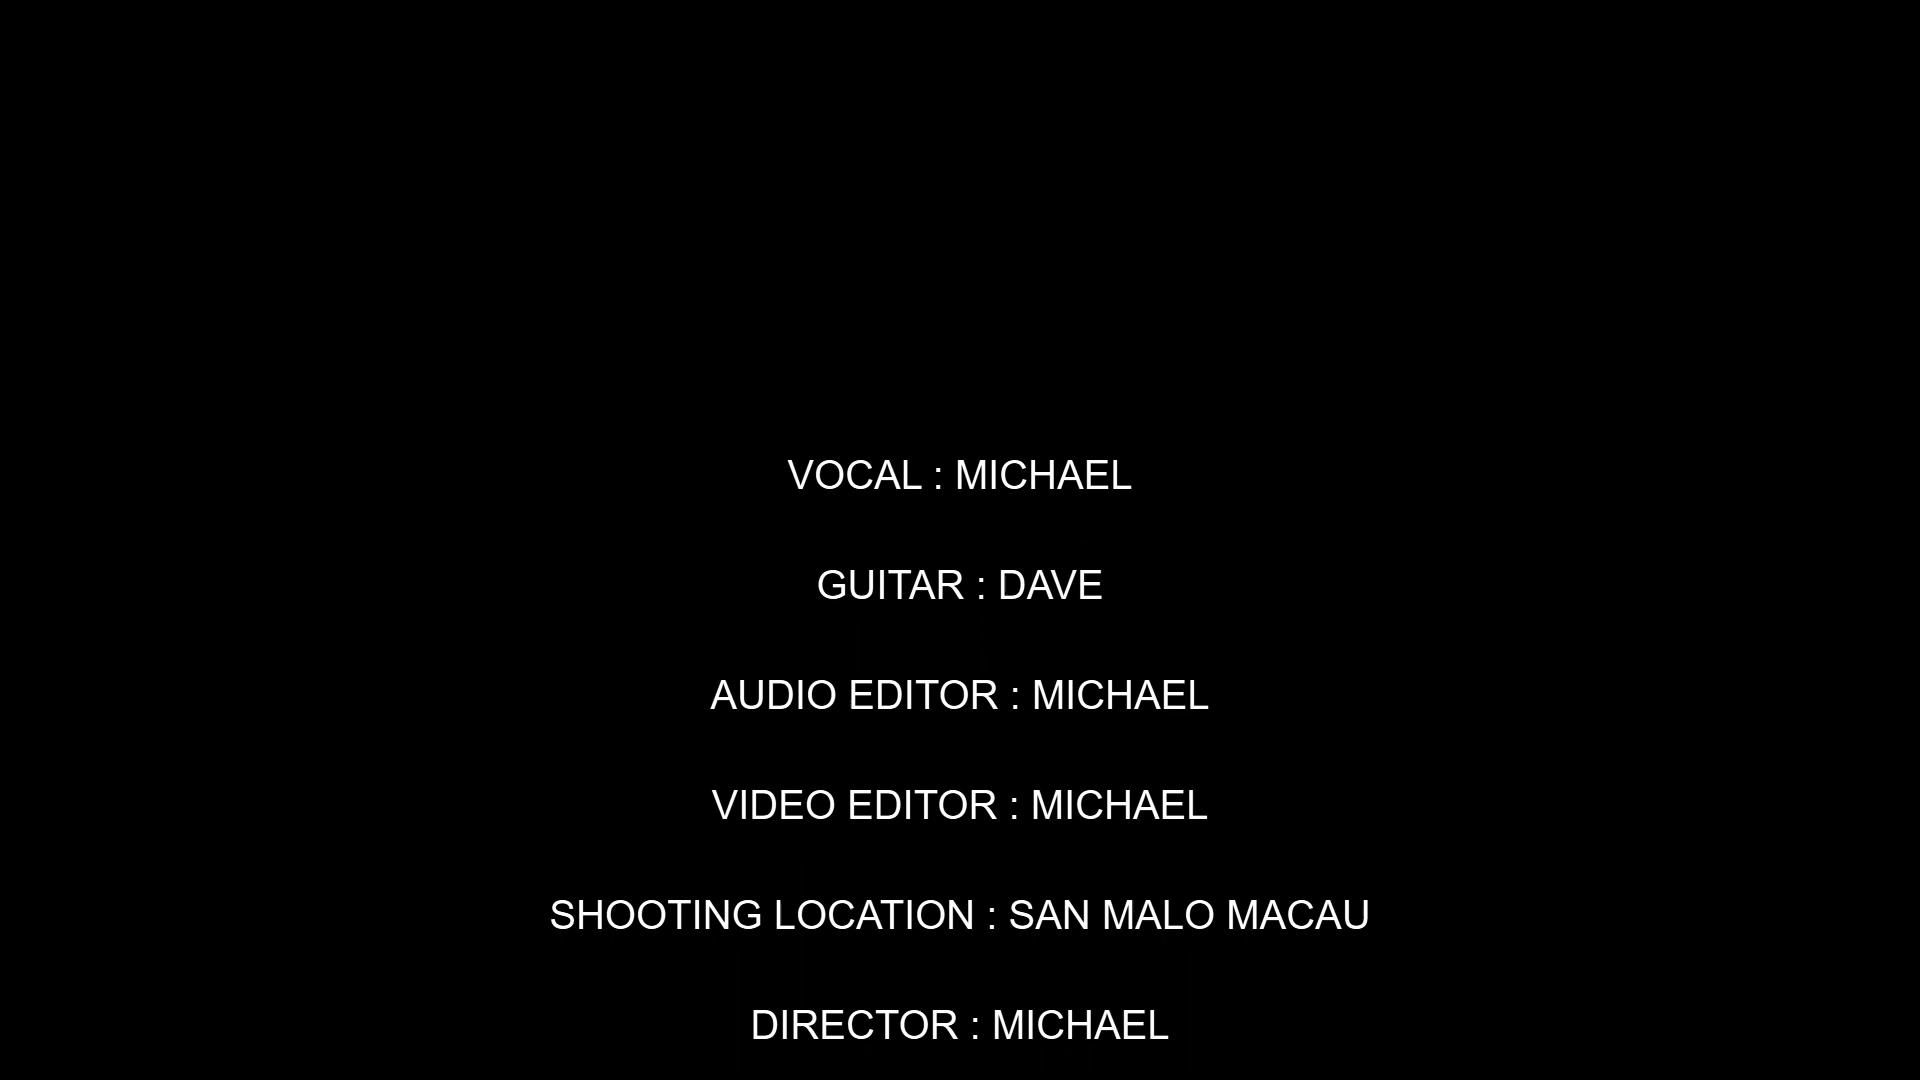 VOCAL : MICHAEL
GUITAR : DAVE
AUDIO EDITOR : MICHAEL
VIDEO EDITOR : MICHAEL
SHOOTING LOCATION : SAN MALO MACAU
DIRECTOR : MICHAEL